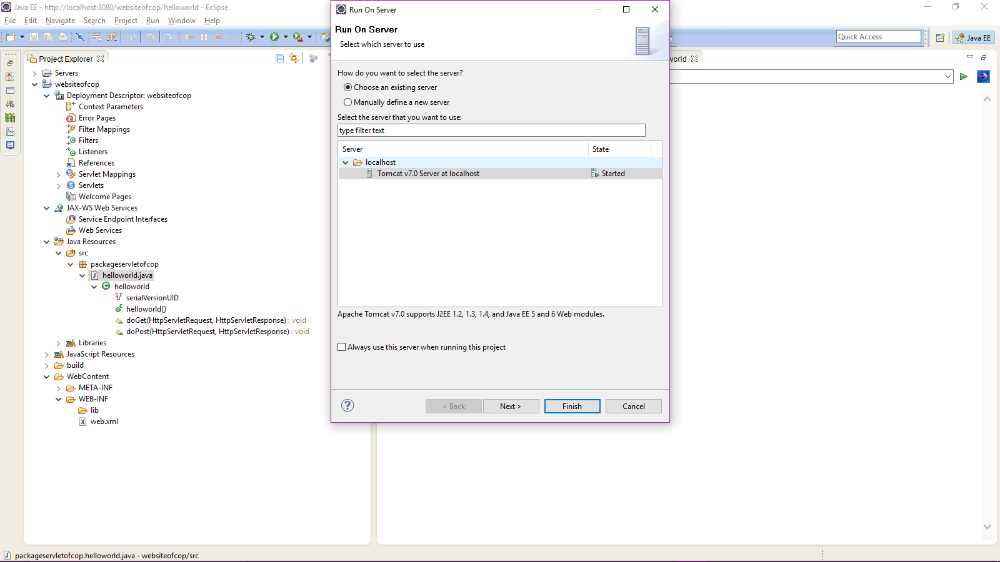 Java EE - http://localhost:8080/websiteofcop/helloworld - Eclipse
File Edit Navigate Search Project Run Window Help
Quick Access
Java EE
Project Explorer
Servers
websiteofcop
Deployment Descriptor: websiteofcop
Context Parameters
Error Pages
Filter Mappings
Filters
Listeners
References
Servlet Mappings
Servlets
Welcome Pages
JAX-WS Web Services
Service Endpoint Interfaces
Web Services
Java Resources
src
packageservletofcop
helloworld.java
helloworld
serialVersionUID
helloworld()
doGet(HttpServletRequest, HttpServletResponse) : void
doPost(HttpServletRequest, HttpServletResponse) : void
Libraries
JavaScript Resources
build
WebContent
META-INF
WEB-INF
lib
web.xml
Run On Server
Run On Server
Select which server to use
How do you want to select the server?
Choose an existing server
Manually define a new server
Select the server that you want to use:
type filter text
Server State
localhost
Tomcat v7.0 Server at localhost Started
Apache Tomcat v7.0 supports J2EE 1.2, 1.3, 1.4, and Java EE 5 and 6 Web modules.
Always use this server when running this project
< Back Next > Finish Cancel
world
packageservletofcop.helloworld.java - websiteofcop/src